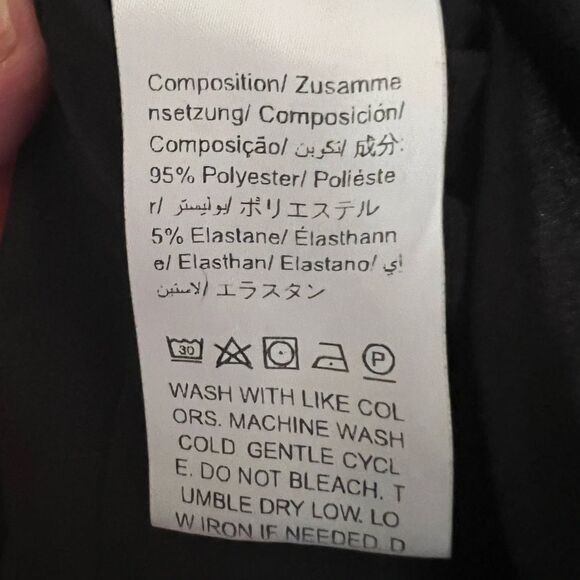 Composition/ Zusamme
nsetzung/ Composición/
Composição/ تكوين/ 成分:
95% Polyester/ Poliéste
r/ بوليستر/ ポリエステル
5% Elastane/ Élasthann
e/ Elasthan/ Elastano/ إي
لاستين/ エラスタン
30 P
WASH WITH LIKE COL
ORS. MACHINE WASH
COLD GENTLE CYCL
E. DO NOT BLEACH. T
UMBLE DRY LOW. LO
W IRON IF NEEDED. D